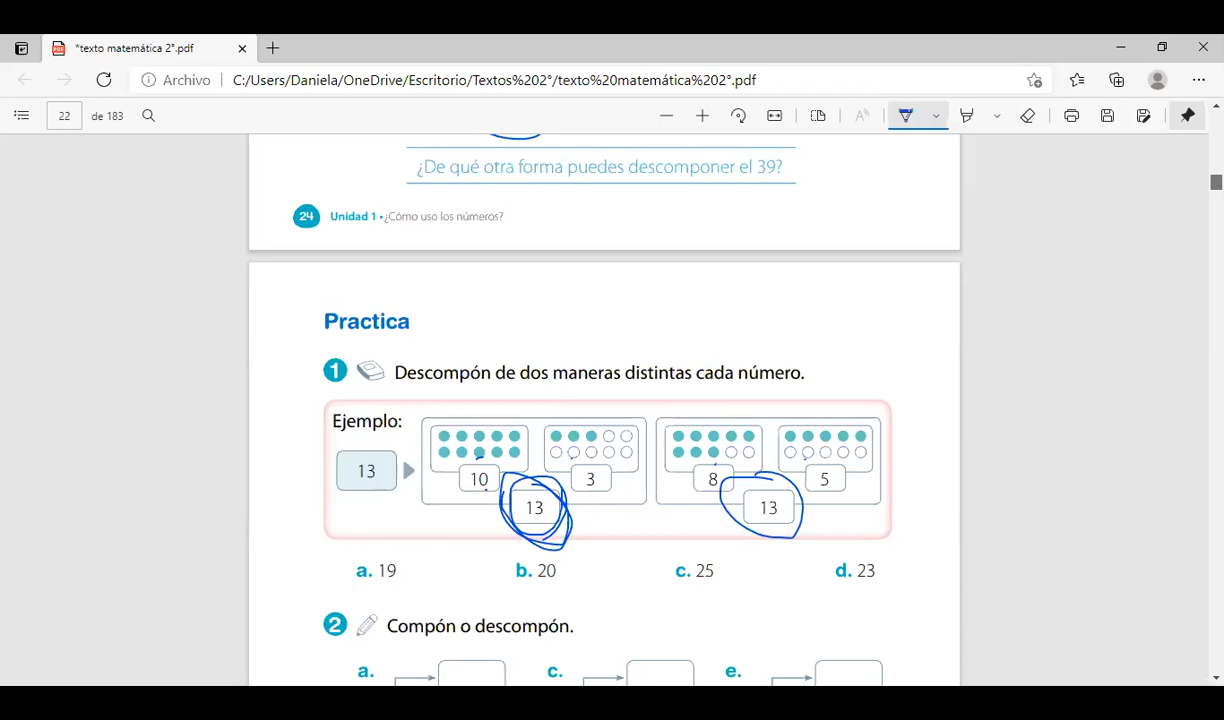 *texto matemática 2°.pdf
Archivo C:/Users/Daniela/OneDrive/Escritorio/Textos%202°/texto%20matemática%202°.pdf
22 de 183
¿De qué otra forma puedes descomponer el 39?
24 Unidad 1 • ¿Cómo uso los números?
Practica
1 Descompón de dos maneras distintas cada número.
Ejemplo:
13
10 3
13
8 5
13
a. 19 b. 20 c. 25 d. 23
2 Compón o descompón.
a. c. e.